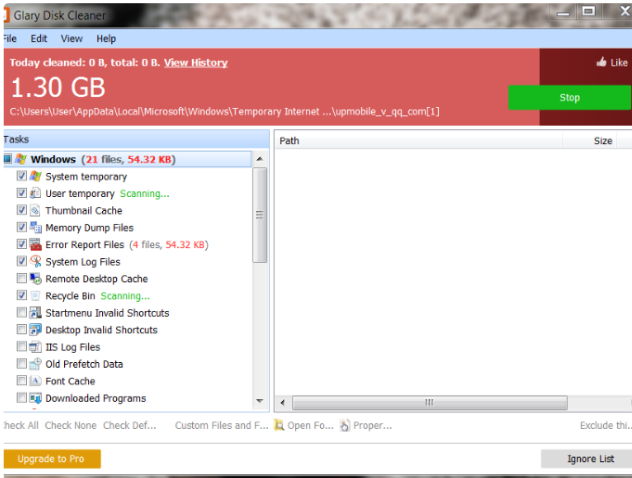 Glary Disk Cleaner
File Edit View Help
Today cleaned: 0 B, total: 0 B. View History
Like
1.30 GB
Stop
C:\Users\User\AppData\Local\Microsoft\Windows\Temporary Internet ...\upmobile_v_qq_com[1]
Tasks
Path Size
Windows (21 files, 54.32 KB)
System temporary
User temporary Scanning...
Thumbnail Cache
Memory Dump Files
Error Report Files (4 files, 54.32 KB)
System Log Files
Remote Desktop Cache
Recycle Bin Scanning...
Startmenu Invalid Shortcuts
Desktop Invalid Shortcuts
IIS Log Files
Old Prefetch Data
Font Cache
Downloaded Programs
heck All Check None Check Def... Custom Files and F... Open Fo... Proper... Exclude thi...
Upgrade to Pro Ignore List